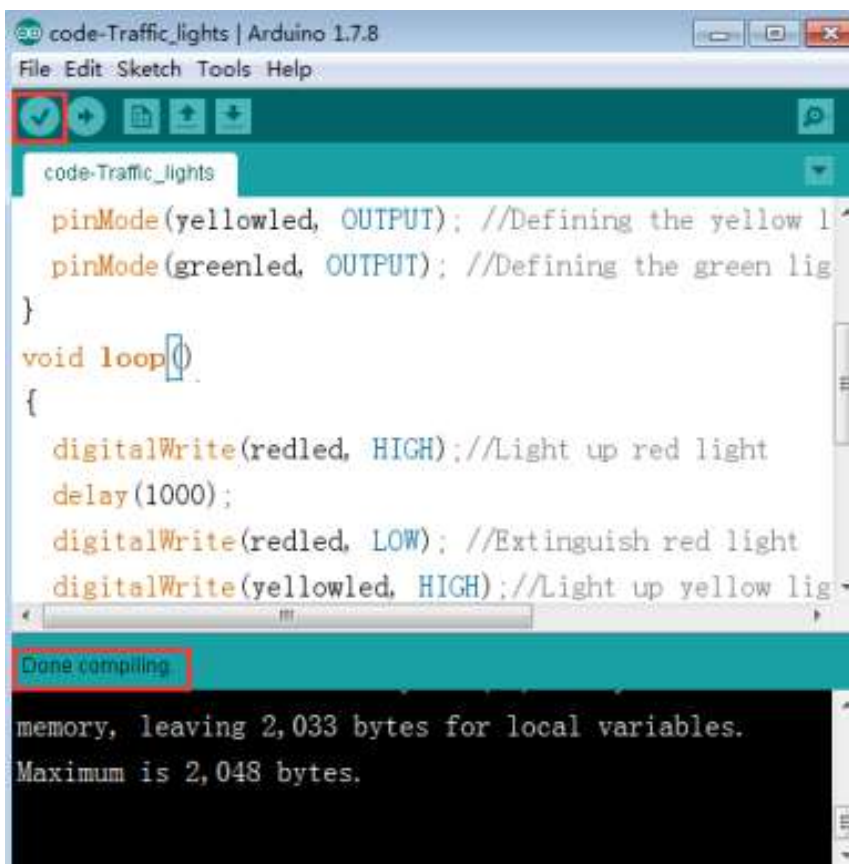 code-Traffic_lights | Arduino 1.7.8
File Edit Sketch Tools Help
code-Traffic_lights
pinMode(yellowled, OUTPUT); //Defining the yellow l
pinMode(greenled, OUTPUT); //Defining the green lig
}
void loop()
{
digitalWrite(redled, HIGH);//Light up red light
delay(1000);
digitalWrite(redled, LOW); //Extinguish red light
digitalWrite(yellowled, HIGH);//Light up yellow lig
Done compiling.
memory, leaving 2,033 bytes for local variables.
Maximum is 2,048 bytes.